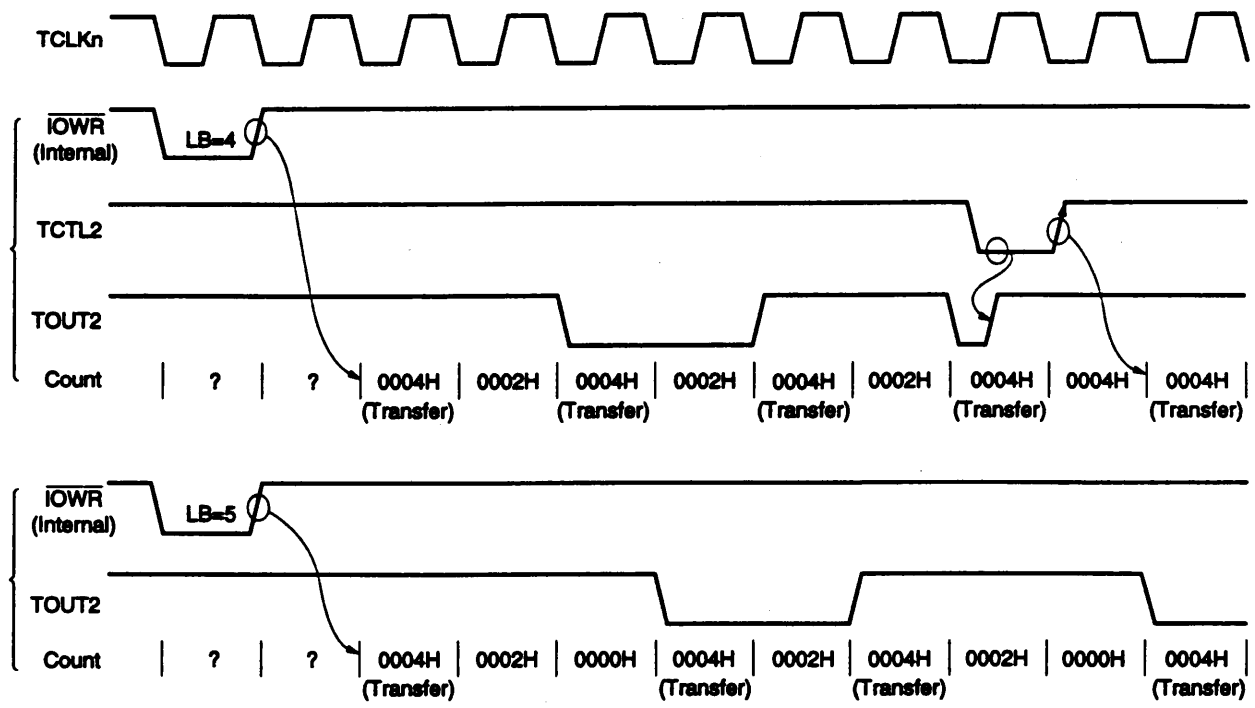 TCLKn
IOWR
(Internal)
LB=4
TCTL2
TOUT2
Count ? ? 0004H 0002H 0004H 0002H 0004H 0002H 0004H 0004H 0004H
(Transfer) (Transfer) (Transfer) (Transfer) (Transfer)
IOWR
(Internal)
LB=5
TOUT2
Count ? ? 0004H 0002H 0000H 0004H 0002H 0004H 0002H 0000H 0004H
(Transfer) (Transfer) (Transfer) (Transfer)